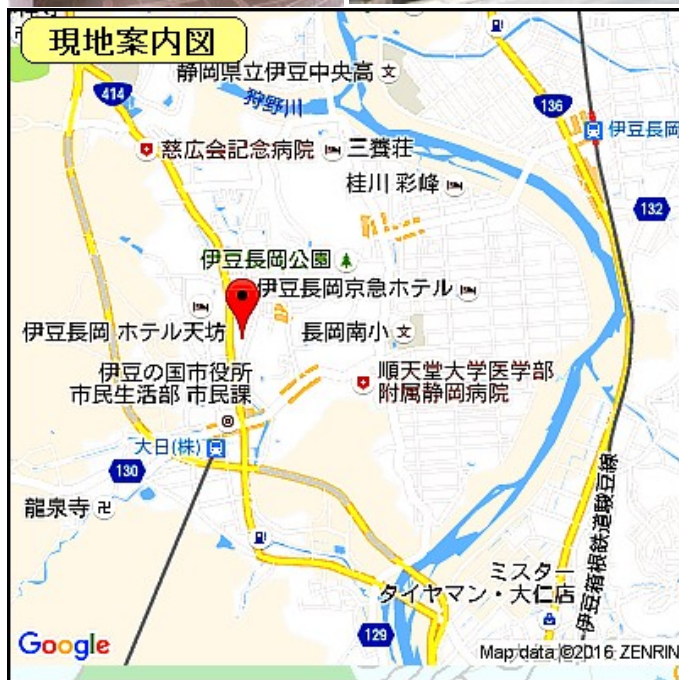 現地案内図
静岡県立伊豆中央高
狩野川
414
136
伊豆長岡
慈広会記念病院
三養荘
桂川 彩峰
132
伊豆長岡公園
伊豆長岡京急ホテル
伊豆長岡 ホテル天坊
長岡南小
伊豆の国市役所
市民生活部 市民課
順天堂大学医学部
附属静岡病院
大日(株)
130
龍泉寺
伊豆箱根鉄道駿豆線
ミスター
タイヤマン・大仁店
129
Google
Map data ©2016 ZENRIN